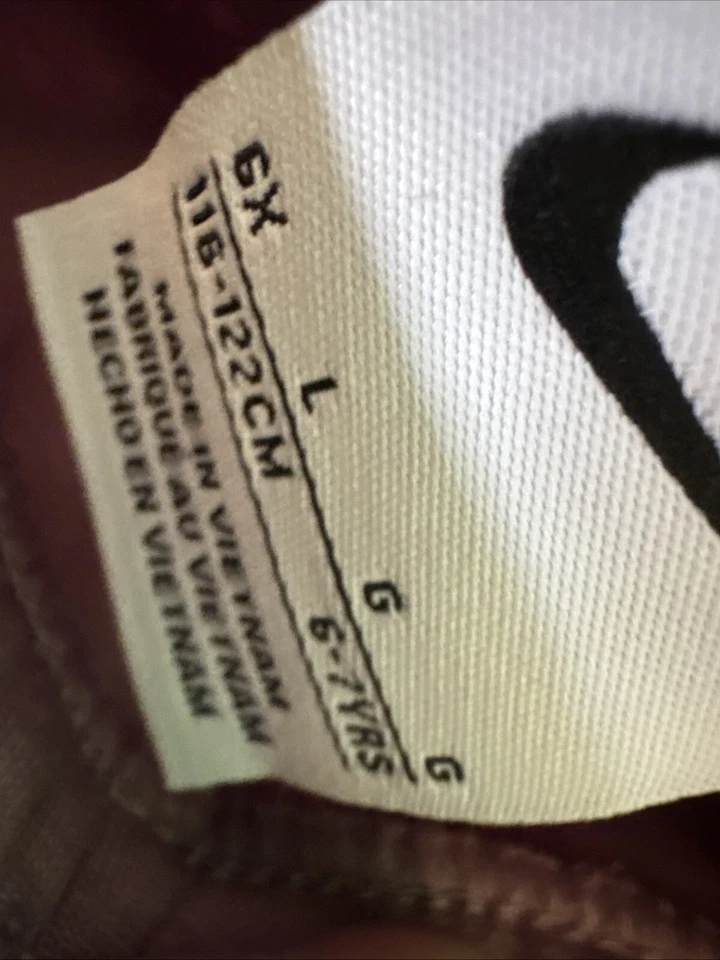 6X L G G
116-122CM 6-7YRS
MADE IN VIETNAM
FABRIQUÉ AU VIETNAM
HECHO EN VIETNAM